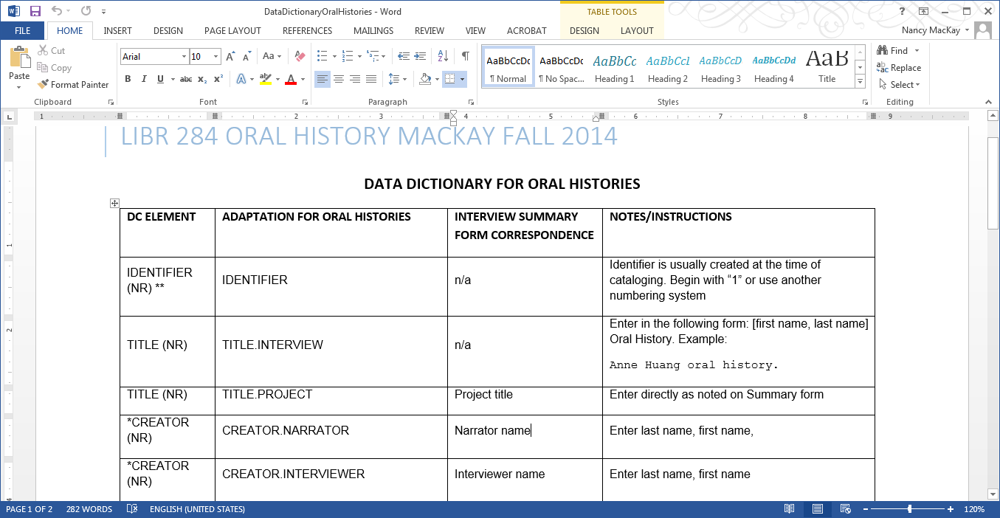 DataDictionaryOralHistories - Word
TABLE TOOLS
FILE HOME INSERT DESIGN PAGE LAYOUT REFERENCES MAILINGS REVIEW VIEW ACROBAT DESIGN LAYOUT
Nancy MacKay
Paste
Cut
Copy
Format Painter
Clipboard
Arial 10
Font
Paragraph
AaBbCcDc AaBbCcDc AaBbCc AaBbCcI AaBbCcD AaBbCcDd AaB
¶ Normal ¶ No Spac... Heading 1 Heading 2 Heading 3 Heading 4 Title
Styles
Find
Replace
Select
Editing
1 1 2 3 4 5 6 7 8 9
LIBR 284 ORAL HISTORY MACKAY FALL 2014
DATA DICTIONARY FOR ORAL HISTORIES
DC ELEMENT ADAPTATION FOR ORAL HISTORIES INTERVIEW SUMMARY NOTES/INSTRUCTIONS
FORM CORRESPONDENCE
IDENTIFIER
(NR) **
IDENTIFIER
n/a
Identifier is usually created at the time of
cataloging. Begin with “1” or use another
numbering system
TITLE (NR)
TITLE.INTERVIEW
n/a
Enter in the following form: [first name, last name]
Oral History. Example:
Anne Huang oral history.
TITLE (NR)
TITLE.PROJECT
Project title
Enter directly as noted on Summary form
*CREATOR
(NR)
CREATOR.NARRATOR
Narrator name
Enter last name, first name,
*CREATOR
(NR)
CREATOR.INTERVIEWER
Interviewer name
Enter last name, first name
PAGE 1 OF 2 282 WORDS ENGLISH (UNITED STATES) 120%